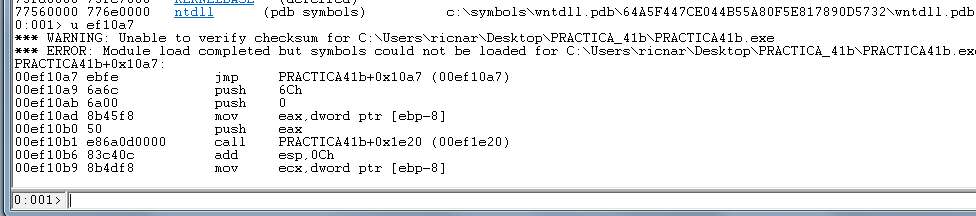 77560000 776e0000 ntdll (pdb symbols) c:\symbols\wntdll.pdb\64A5F447CE044B55A80F5E817890D5732\wntdll.pdb
0:001> u ef10a7
*** WARNING: Unable to verify checksum for C:\Users\ricnar\Desktop\PRACTICA_41b\PRACTICA41b.exe
*** ERROR: Module load completed but symbols could not be loaded for C:\Users\ricnar\Desktop\PRACTICA_41b\PRACTICA41b.exe
PRACTICA41b+0x10a7:
00ef10a7 ebfe jmp PRACTICA41b+0x10a7 (00ef10a7)
00ef10a9 6a6c push 6Ch
00ef10ab 6a00 push 0
00ef10ad 8b45f8 mov eax,dword ptr [ebp-8]
00ef10b0 50 push eax
00ef10b1 e86a0d0000 call PRACTICA41b+0x1e20 (00ef1e20)
00ef10b6 83c40c add esp,0Ch
00ef10b9 8b4df8 mov ecx,dword ptr [ebp-8]
0:001>